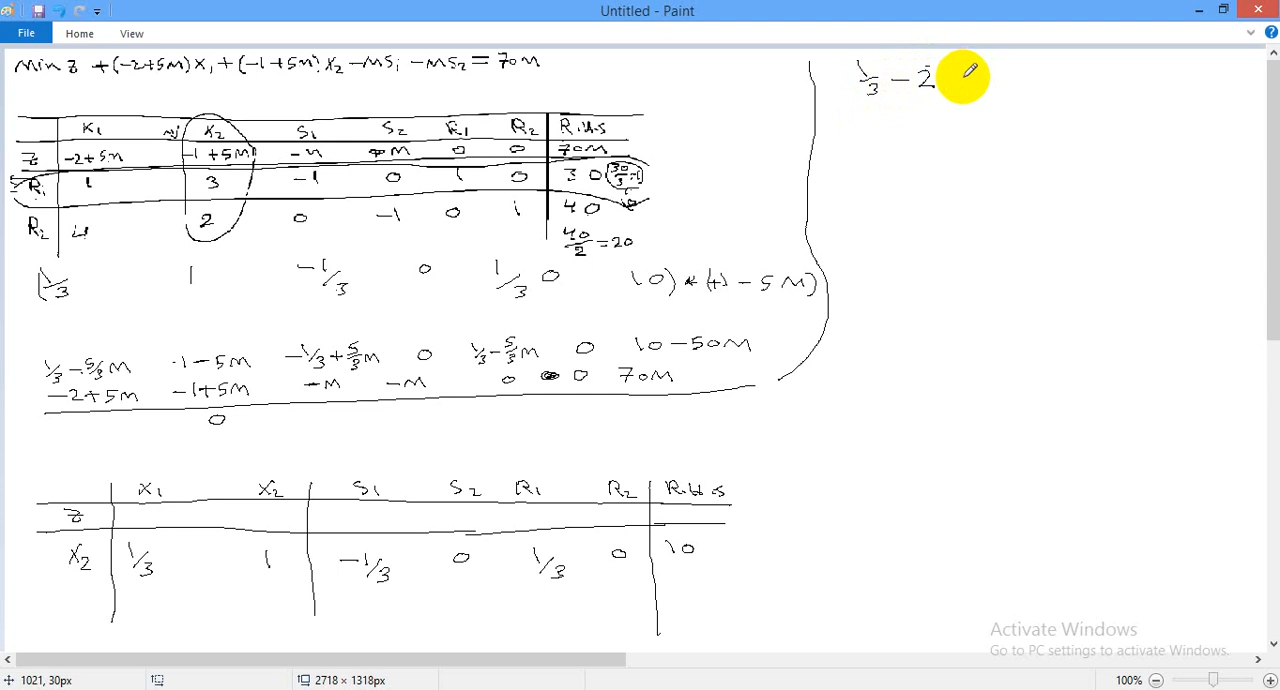 Untitled - Paint
File Home View
Min Z +(-2+5M)X1 +(-1+5M) X2 -MS1 -MS2 = 70M
1/3 - 2
X1 X2 S1 S2 R1 R2 R.H.S
Z -2+5M -1+5M -M M 0 0 70M
R1 1 3 -1 0 1 0 30
R2 4 2 0 -1 0 1 40
40/2 = 20
(1/3 1 -1/3 0 1/3 0 10) * (+1 - 5M)
1/3 - 5/3M 1 - 5M -1/3 + 5/3M 0 1/3 - 5/3M 0 10 - 50M
-2+5M -1+5M -M -M 0 0 70M
0
X1 X2 S1 S2 R1 R2 R.H.S
Z
X2 1/3 1 -1/3 0 1/3 0 10
Activate Windows
Go to PC settings to activate Windows.
1021, 30px 2718 × 1318px 100%